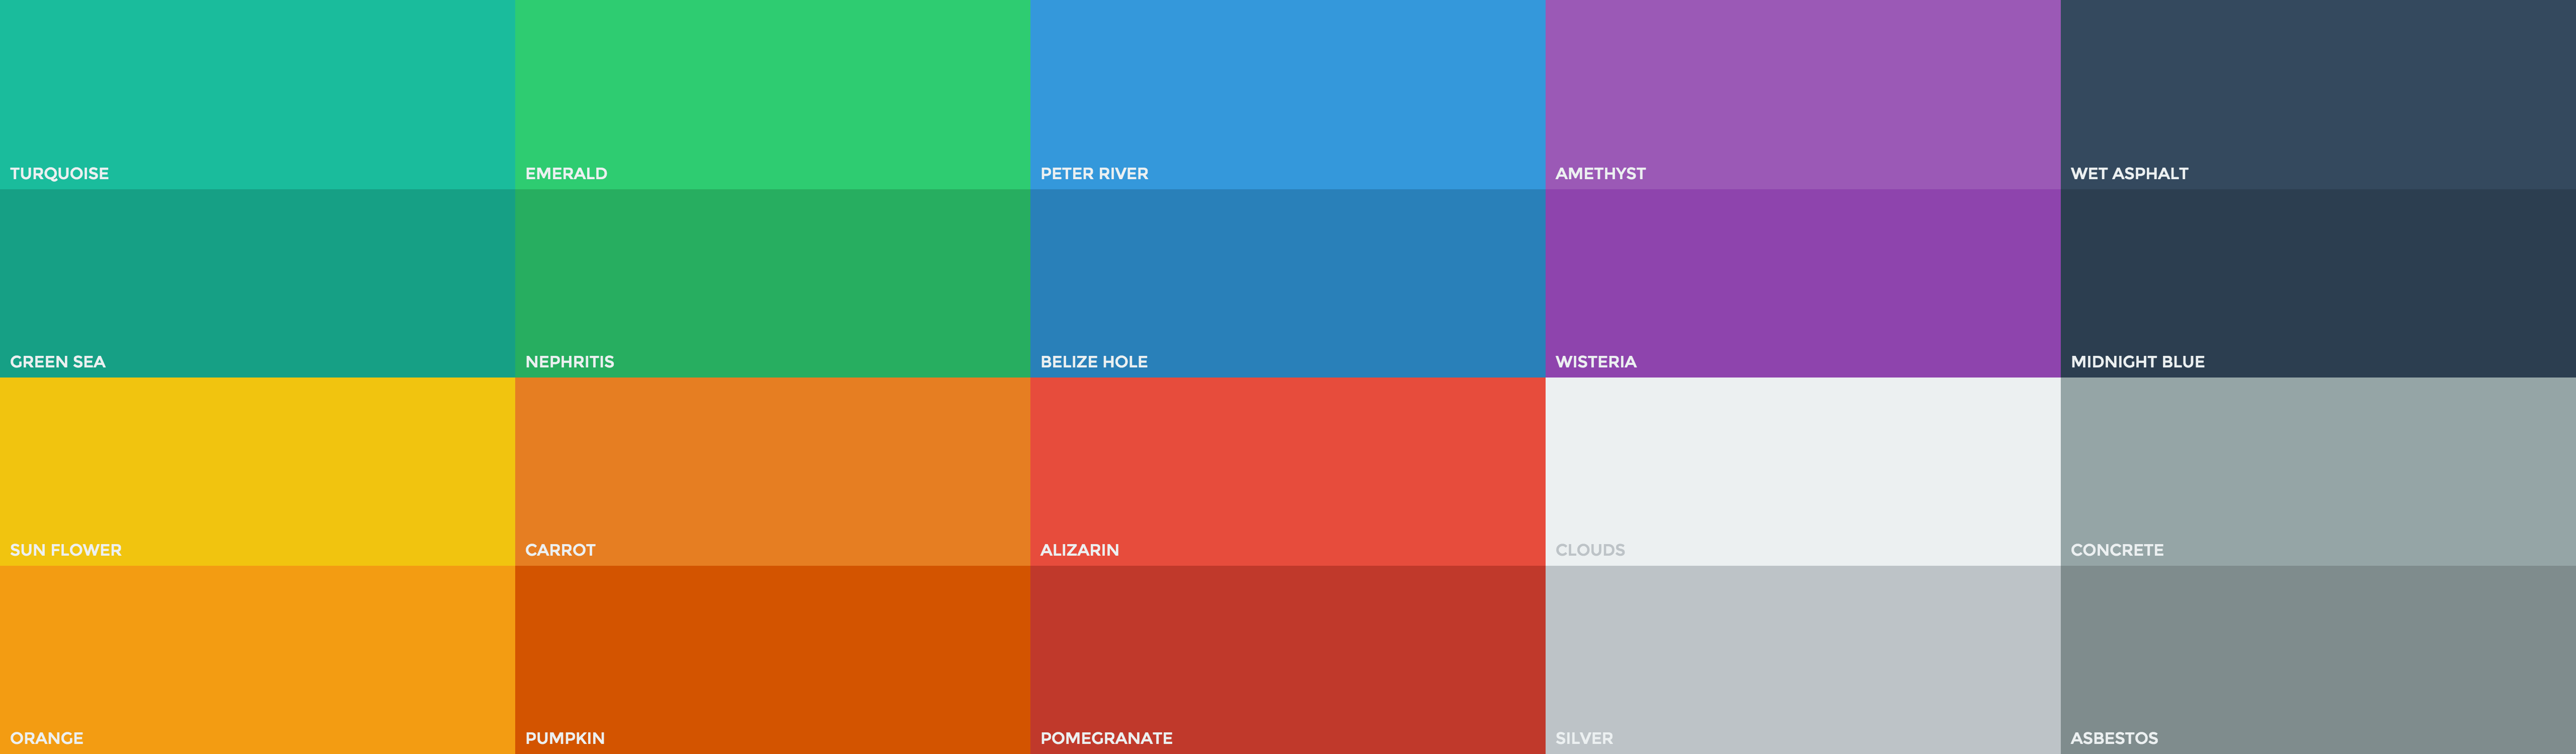 TURQUOISE
EMERALD
PETER RIVER
AMETHYST
WET ASPHALT
GREEN SEA
NEPHRITIS
BELIZE HOLE
WISTERIA
MIDNIGHT BLUE
SUN FLOWER
CARROT
ALIZARIN
CLOUDS
CONCRETE
ORANGE
PUMPKIN
POMEGRANATE
SILVER
ASBESTOS